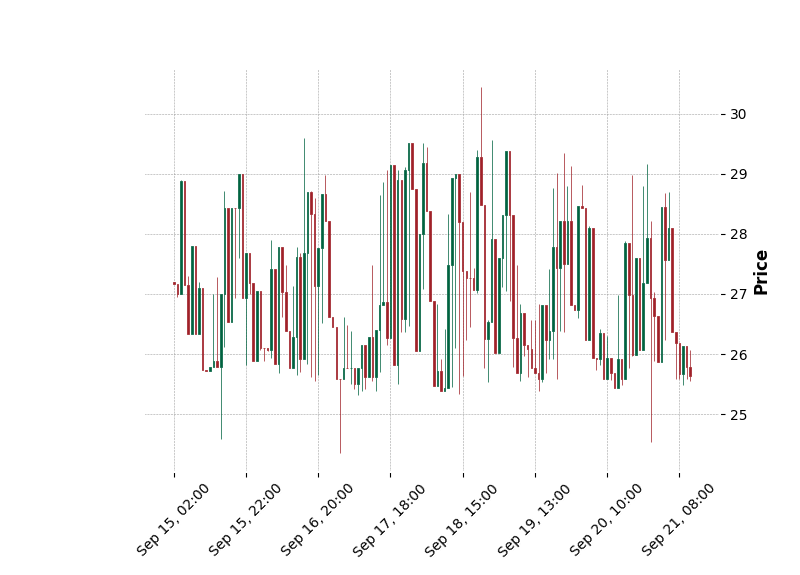 30
29
28
27
26
25
Price
Sep 15, 02:00
Sep 15, 22:00
Sep 16, 20:00
Sep 17, 18:00
Sep 18, 15:00
Sep 19, 13:00
Sep 20, 10:00
Sep 21, 08:00